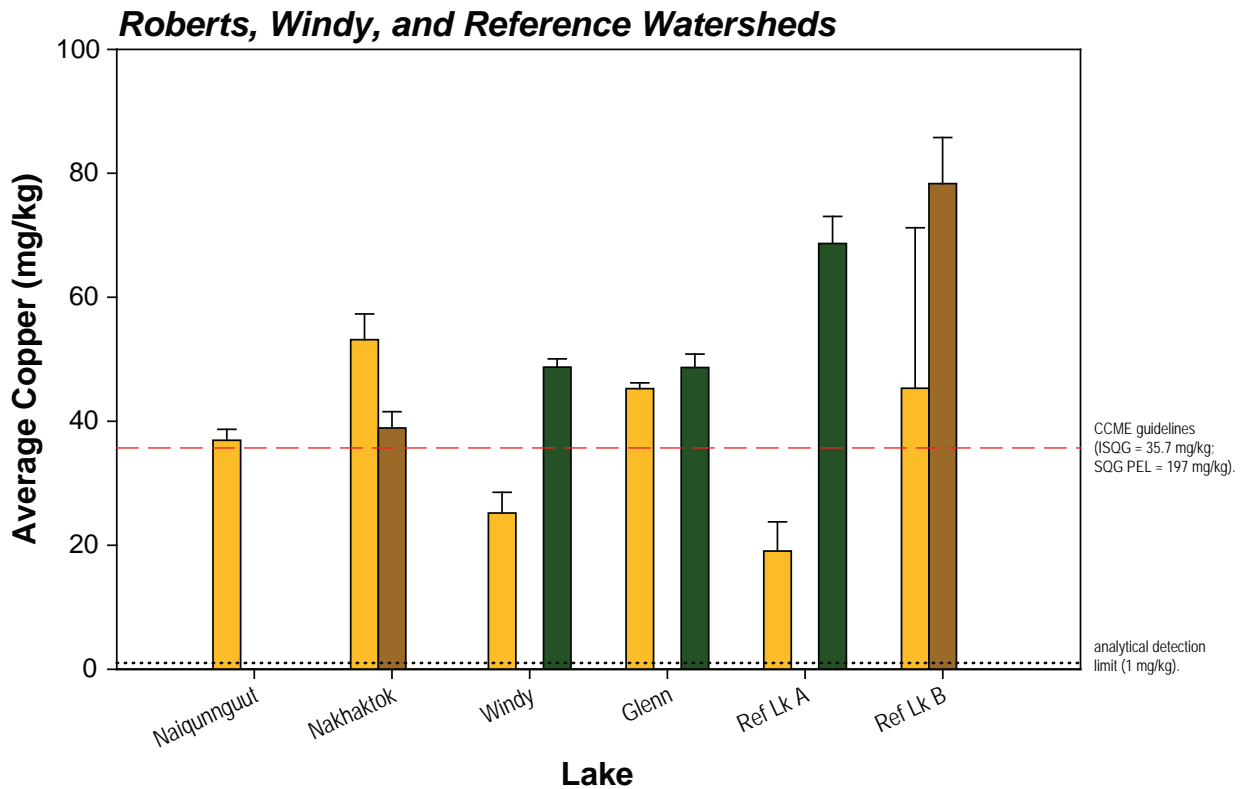 Roberts, Windy, and Reference Watersheds
100
80
60
40
20
0
Average Copper (mg/kg)
CCME guidelines
(ISQG = 35.7 mg/kg;
SQG PEL = 197 mg/kg).
analytical detection
limit (1 mg/kg).
Naiqunnguut
Nakhaktok
Windy
Glenn
Ref Lk A
Ref Lk B
Lake